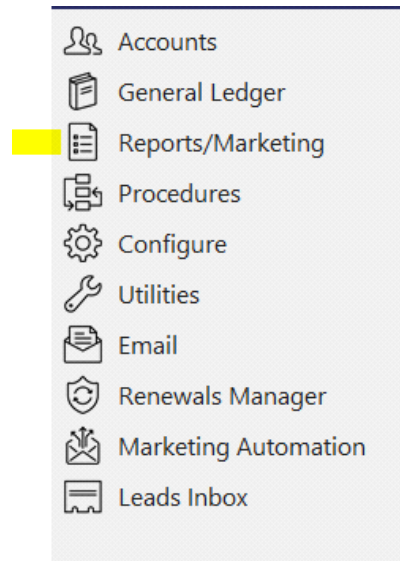 Accounts
General Ledger
Reports/Marketing
Procedures
Configure
Utilities
Email
Renewals Manager
Marketing Automation
Leads Inbox